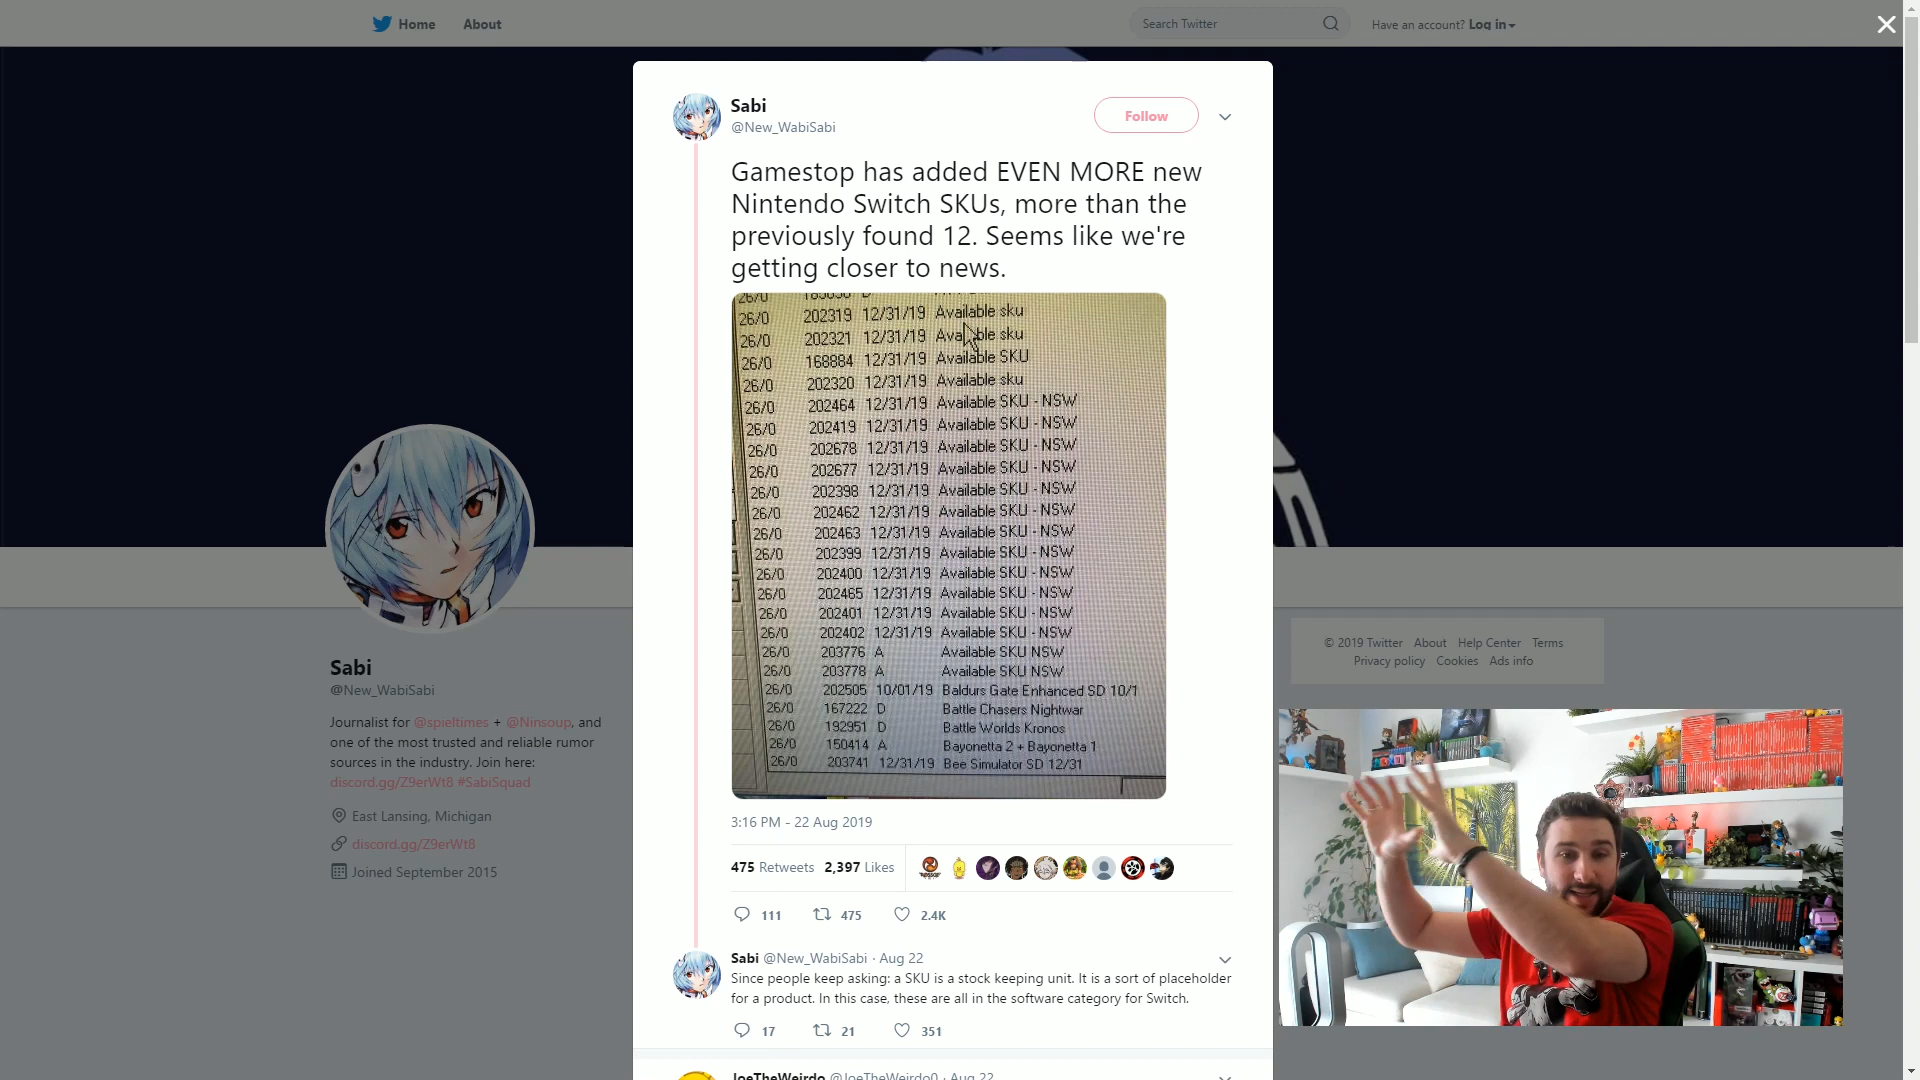 Home About
Search Twitter
Have an account? Log in
Sabi
@New_WabiSabi
Follow
Gamestop has added EVEN MORE new
Nintendo Switch SKUs, more than the
previously found 12. Seems like we're
getting closer to news.
26/0
26/0 202319 12/31/19 Available sku
26/0 202321 12/31/19 Available sku
26/0 168884 12/31/19 Available SKU
26/0 202320 12/31/19 Available sku
26/0 202464 12/31/19 Available SKU - NSW
26/0 202419 12/31/19 Available SKU - NSW
26/0 202678 12/31/19 Available SKU - NSW
26/0 202677 12/31/19 Available SKU - NSW
26/0 202398 12/31/19 Available SKU - NSW
26/0 202462 12/31/19 Available SKU - NSW
26/0 202463 12/31/19 Available SKU - NSW
26/0 202399 12/31/19 Available SKU - NSW
26/0 202400 12/31/19 Available SKU - NSW
26/0 202465 12/31/19 Available SKU - NSW
26/0 202401 12/31/19 Available SKU - NSW
26/0 202402 12/31/19 Available SKU - NSW
26/0 203776 A Available SKU NSW
26/0 203778 A Available SKU NSW
26/0 202505 10/01/19 Baldurs Gate Enhanced SD 10/1
26/0 167222 D Battle Chasers Nightwar
26/0 192951 D Battle Worlds Kronos
26/0 150414 A Bayonetta 2 + Bayonetta 1
26/0 203741 12/31/19 Bee Simulator SD 12/31
3:16 PM - 22 Aug 2019
475 Retweets 2,397 Likes
111 475 2.4K
Sabi @New_WabiSabi · Aug 22
Since people keep asking: a SKU is a stock keeping unit. It is a sort of placeholder
for a product. In this case, these are all in the software category for Switch.
17 21 351
JoeTheWeirdo @JoeTheWeirdo0 · Aug 22
Sabi
@New_WabiSabi
Journalist for @spieltimes + @Ninsoup, and
one of the most trusted and reliable rumor
sources in the industry. Join here:
discord.gg/Z9erWt8 #SabiSquad
East Lansing, Michigan
discord.gg/Z9erWt8
Joined September 2015
© 2019 Twitter About Help Center Terms
Privacy policy Cookies Ads info